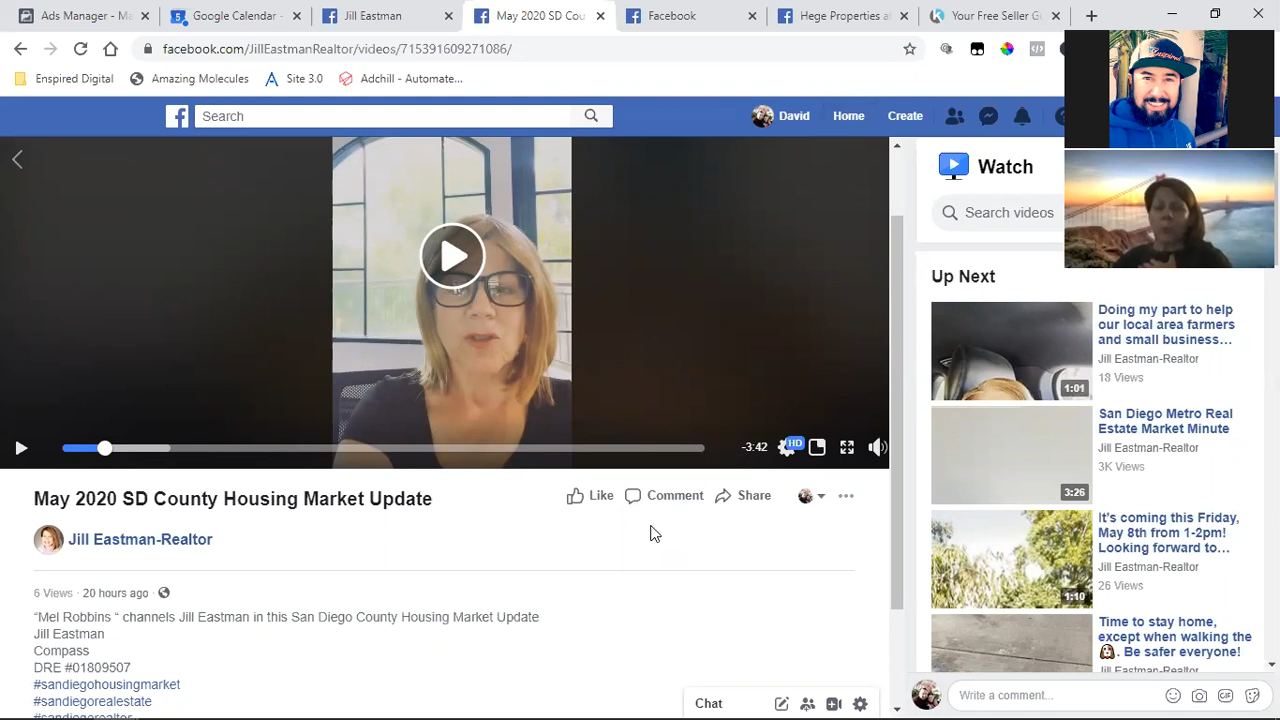 Ads Manager - Ma
Google Calendar -
Jill Eastman
May 2020 SD Cou
Facebook
Hege Properties
Your Free Seller G
facebook.com/JillEastmanRealtor/videos/715391609271086/
Enspired Digital
Amazing Molecules
Site 3.0
Adchill - Automate...
Search
David
Home
Create
Watch
Search videos
Up Next
Doing my part to help
our local area farmers
and small business...
Jill Eastman-Realtor
18 Views
1:01
San Diego Metro Real
Estate Market Minute
Jill Eastman-Realtor
3K Views
3:26
It's coming this Friday,
May 8th from 1-2pm!
Looking forward to...
Jill Eastman-Realtor
26 Views
1:10
Time to stay home,
except when walking the
. Be safer everyone!
Jill Eastman-Realtor
-3:42
HD
May 2020 SD County Housing Market Update
Like
Comment
Share
Jill Eastman-Realtor
6 Views · 20 hours ago ·
“Mel Robbins “ channels Jill Eastman in this San Diego County Housing Market Update
Jill Eastman
Compass
DRE #01809507
#sandiegohousingmarket
#sandiegorealestate
#sandiegorealtor
Chat
Write a comment...
GIF